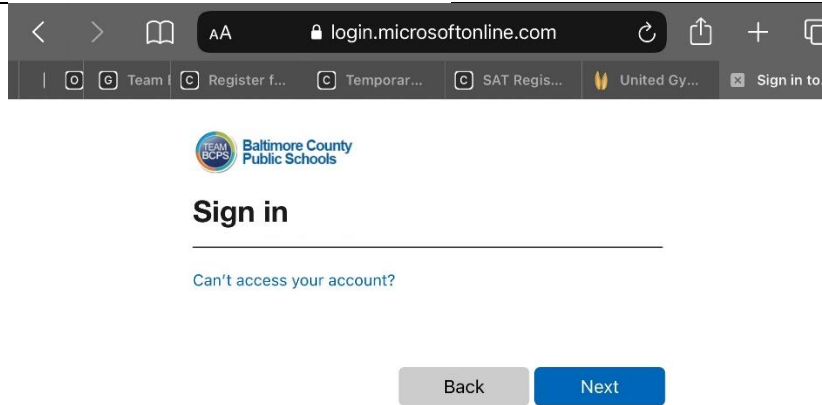 AA login.microsoftonline.com
O G Team C Register f... C Temporar... C SAT Regis... United Gy... Sign in to
TEAM BCPS Baltimore County Public Schools
Sign in
Can't access your account?
Back Next